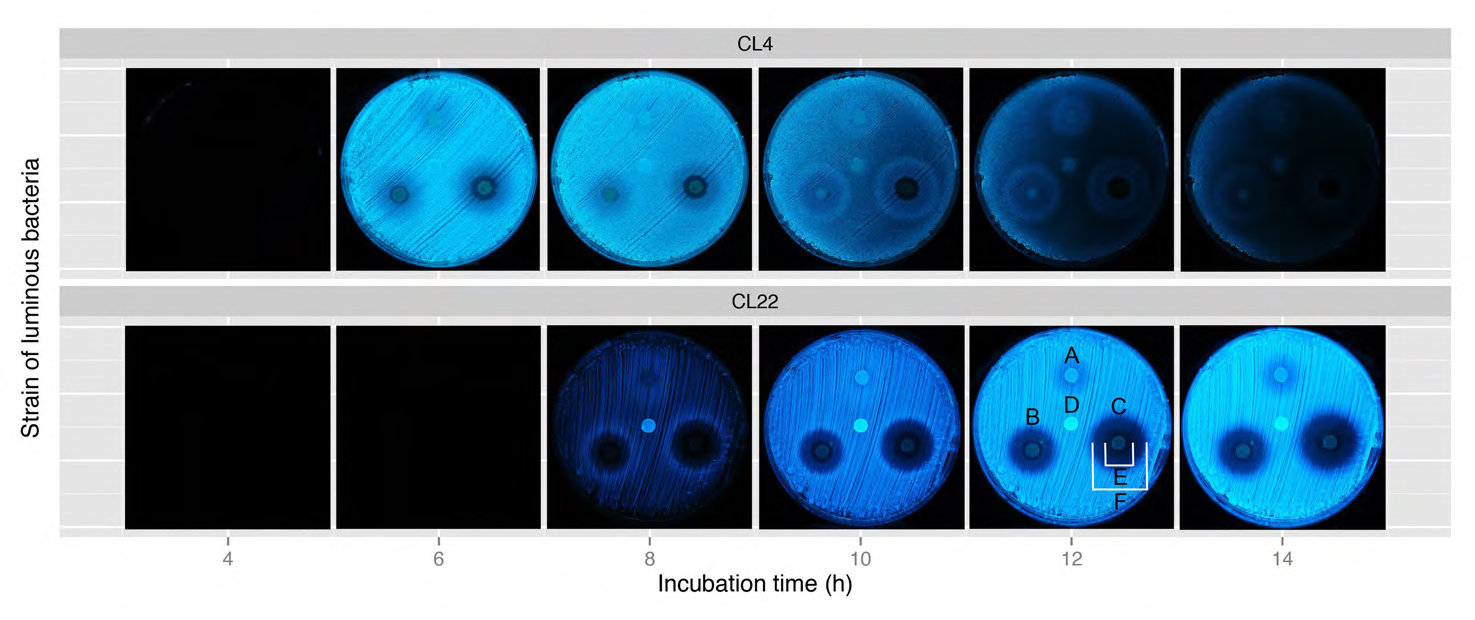 CL4
Strain of luminous bacteria
CL22
A
B D C
E
F
4 6 8 10 12 14
Incubation time (h)